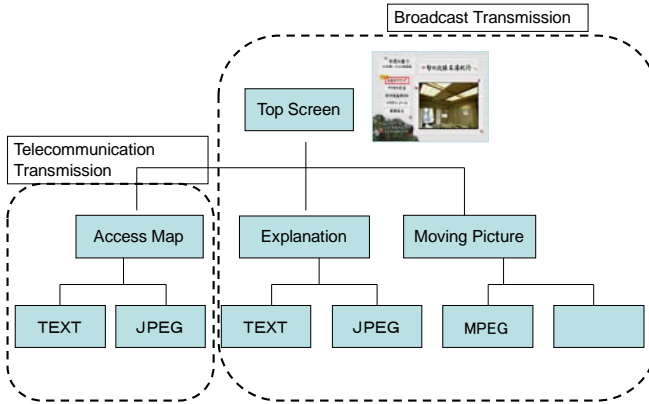 Broadcast Transmission
Top Screen
Telecommunication
Transmission
Access Map
Explanation
Moving Picture
TEXT
JPEG
TEXT
JPEG
MPEG